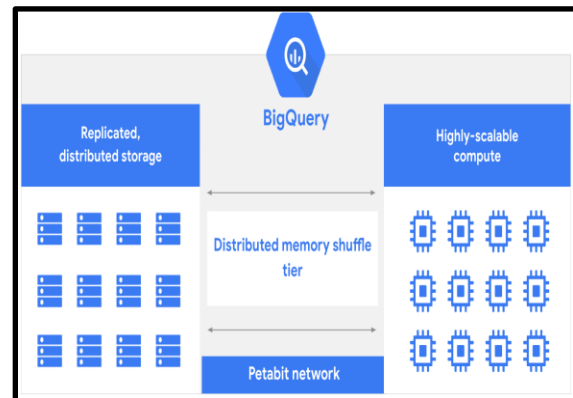 BigQuery
Replicated,
distributed storage
Highly-scalable
compute
Distributed memory shuffle
tier
Petabit network